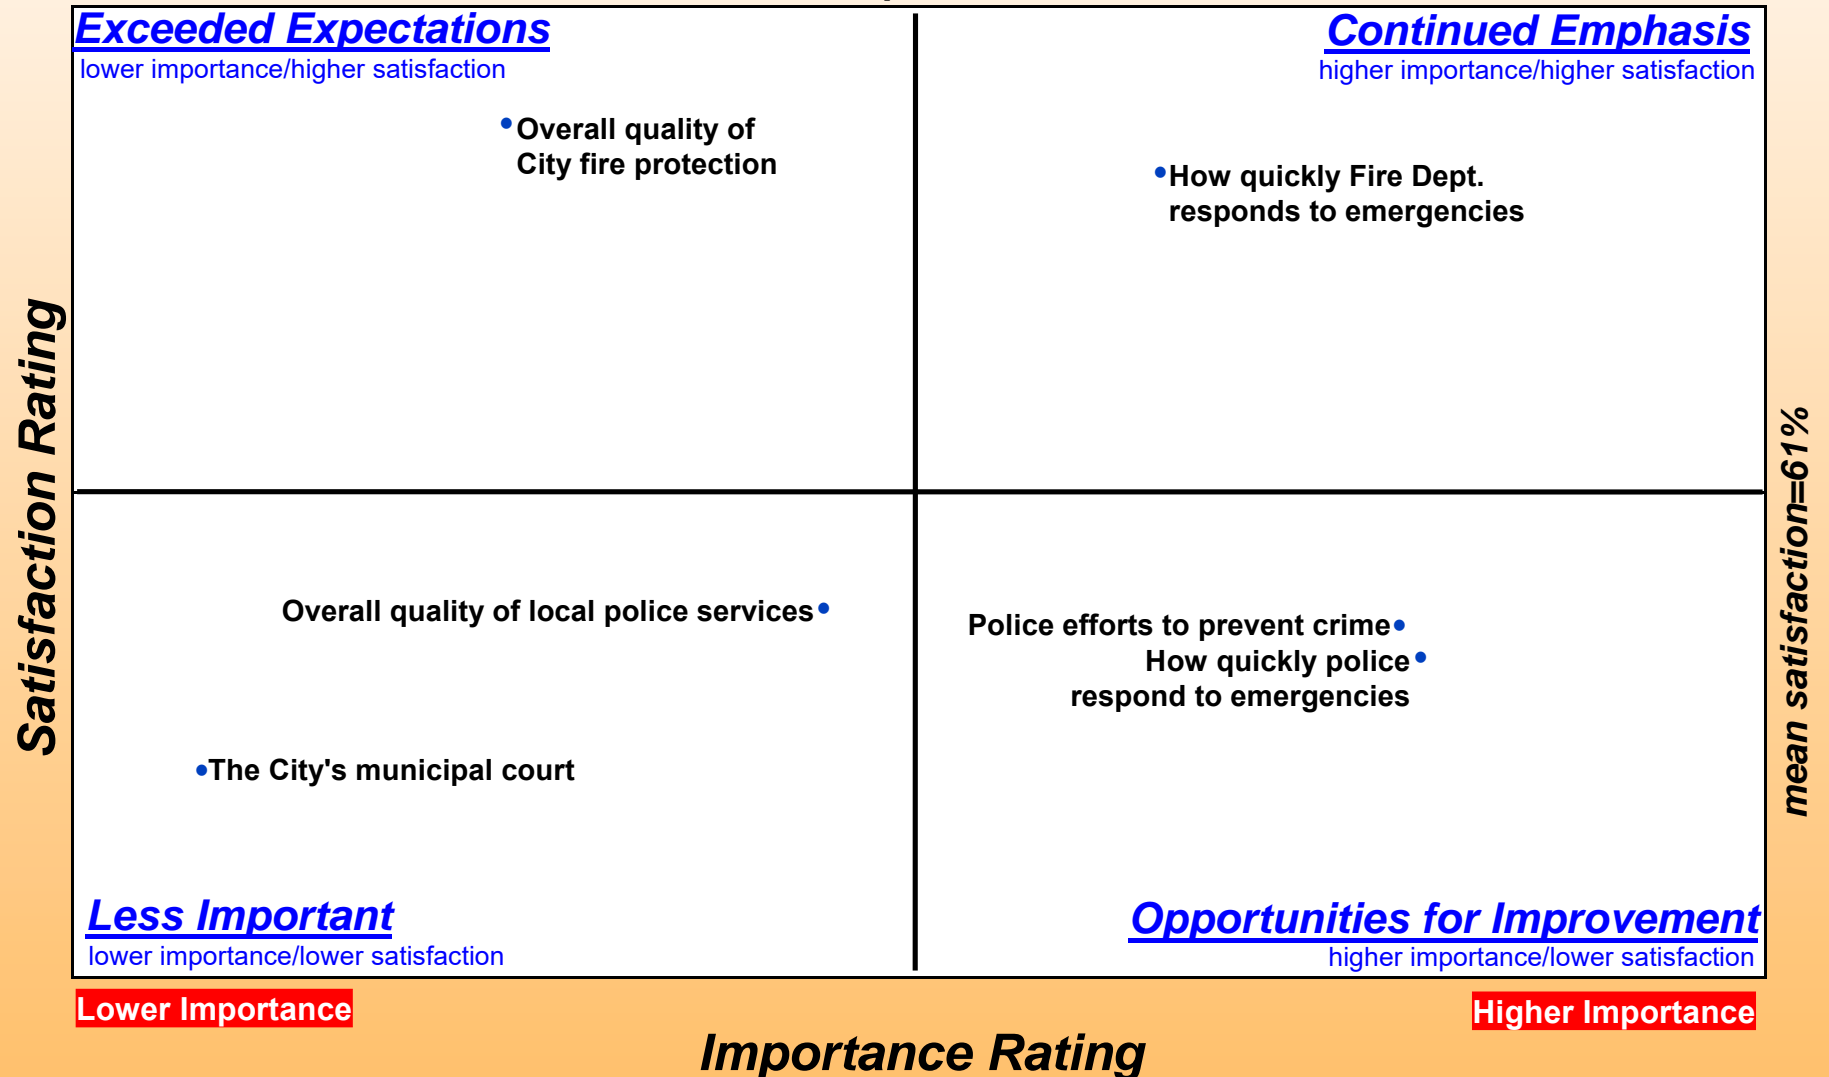 Exceeded Expectations
lower importance/higher satisfaction
Continued Emphasis
higher importance/higher satisfaction
Overall quality of
City fire protection
How quickly Fire Dept.
responds to emergencies
Satisfaction Rating
mean satisfaction=61%
Overall quality of local police services
Police efforts to prevent crime
How quickly police
respond to emergencies
The City's municipal court
Less Important
lower importance/lower satisfaction
Opportunities for Improvement
higher importance/lower satisfaction
Lower Importance
Higher Importance
Importance Rating